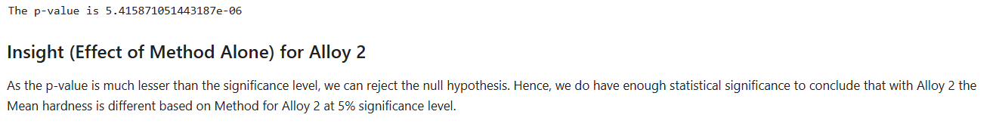 The p-value is 5.415871051443187e-06
Insight (Effect of Method Alone) for Alloy 2
As the p-value is much lesser than the significance level, we can reject the null hypothesis. Hence, we do have enough statistical significance to conclude that with Alloy 2 the
Mean hardness is different based on Method for Alloy 2 at 5% significance level.